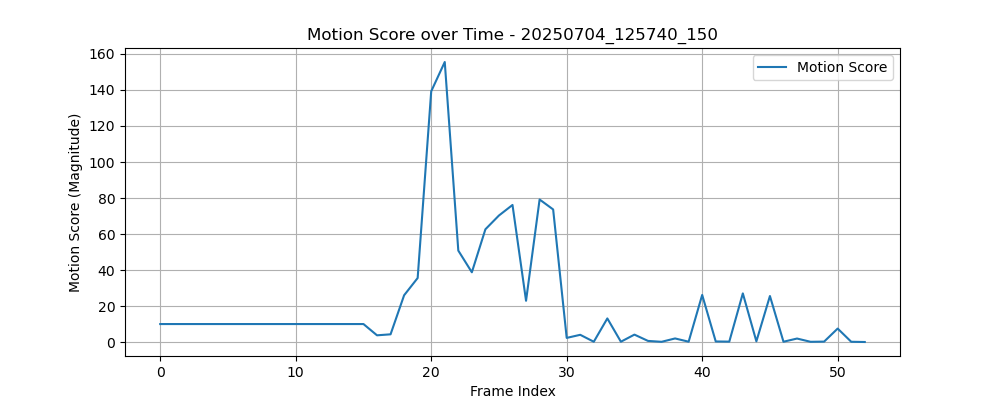 Motion Score over Time - 20250704_125740_150
Motion Score
Motion Score (Magnitude)
160
140
120
100
80
60
40
20
0
0 10 20 30 40 50
Frame Index